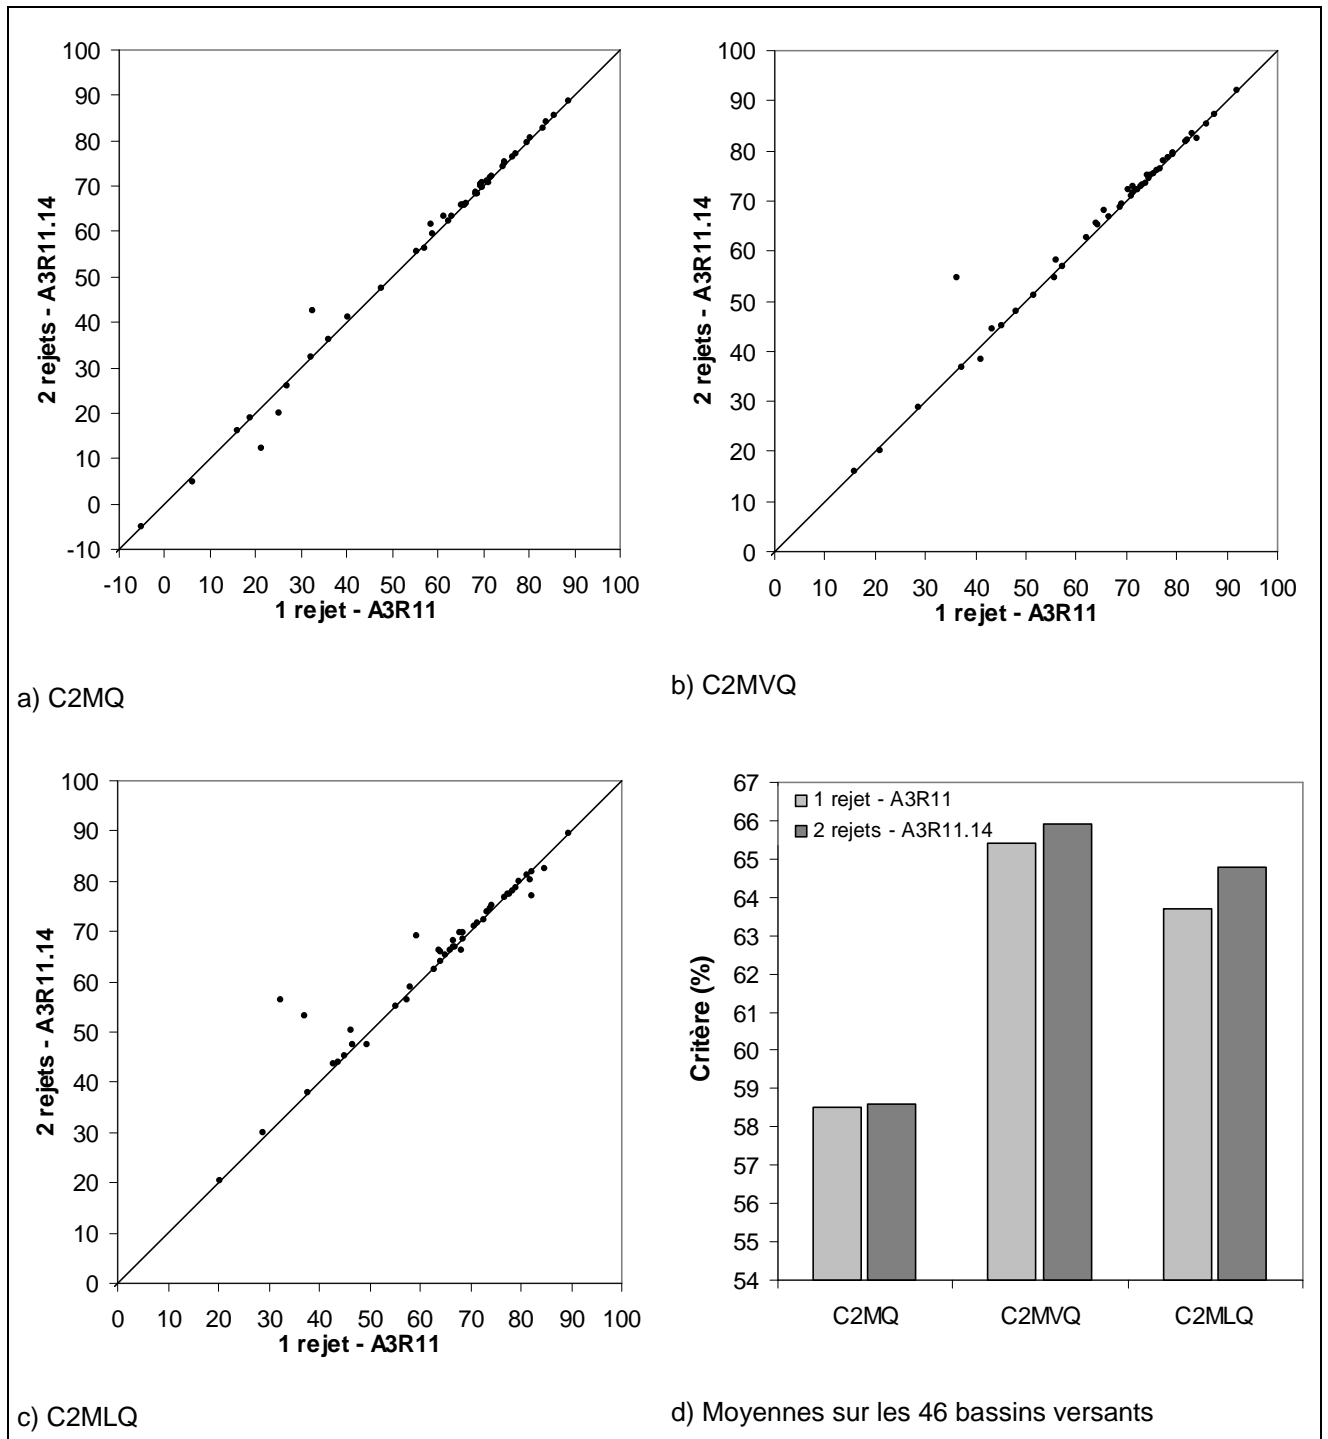 100
90
80
70
60
50
40
30
20
10
0
-10
2 rejets - A3R11.14
-10 0 10 20 30 40 50 60 70 80 90 100
1 rejet - A3R11
a) C2MQ
100
90
80
70
60
50
40
30
20
10
0
2 rejets - A3R11.14
0 10 20 30 40 50 60 70 80 90 100
1 rejet - A3R11
b) C2MVQ
100
90
80
70
60
50
40
30
20
10
0
2 rejets - A3R11.14
0 10 20 30 40 50 60 70 80 90 100
1 rejet - A3R11
c) C2MLQ
67
66
65
64
63
62
61
60
59
58
57
56
55
54
Critère (%)
1 rejet - A3R11
2 rejets - A3R11.14
C2MQ C2MVQ C2MLQ
d) Moyennes sur les 46 bassins versants